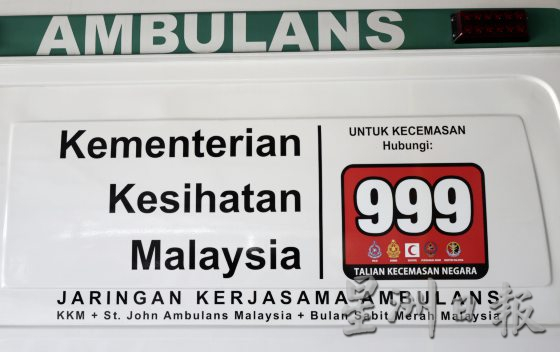 AMBULANS
Kementerian
Kesihatan
Malaysia
UNTUK KECEMASAN
Hubungi:
999
TALIAN KECEMASAN NEGARA
JARINGAN KERJASAMA AMBULANS
KKM + St. John Ambulans Malaysia + Bulan Sabit Merah Malaysia
星洲日報